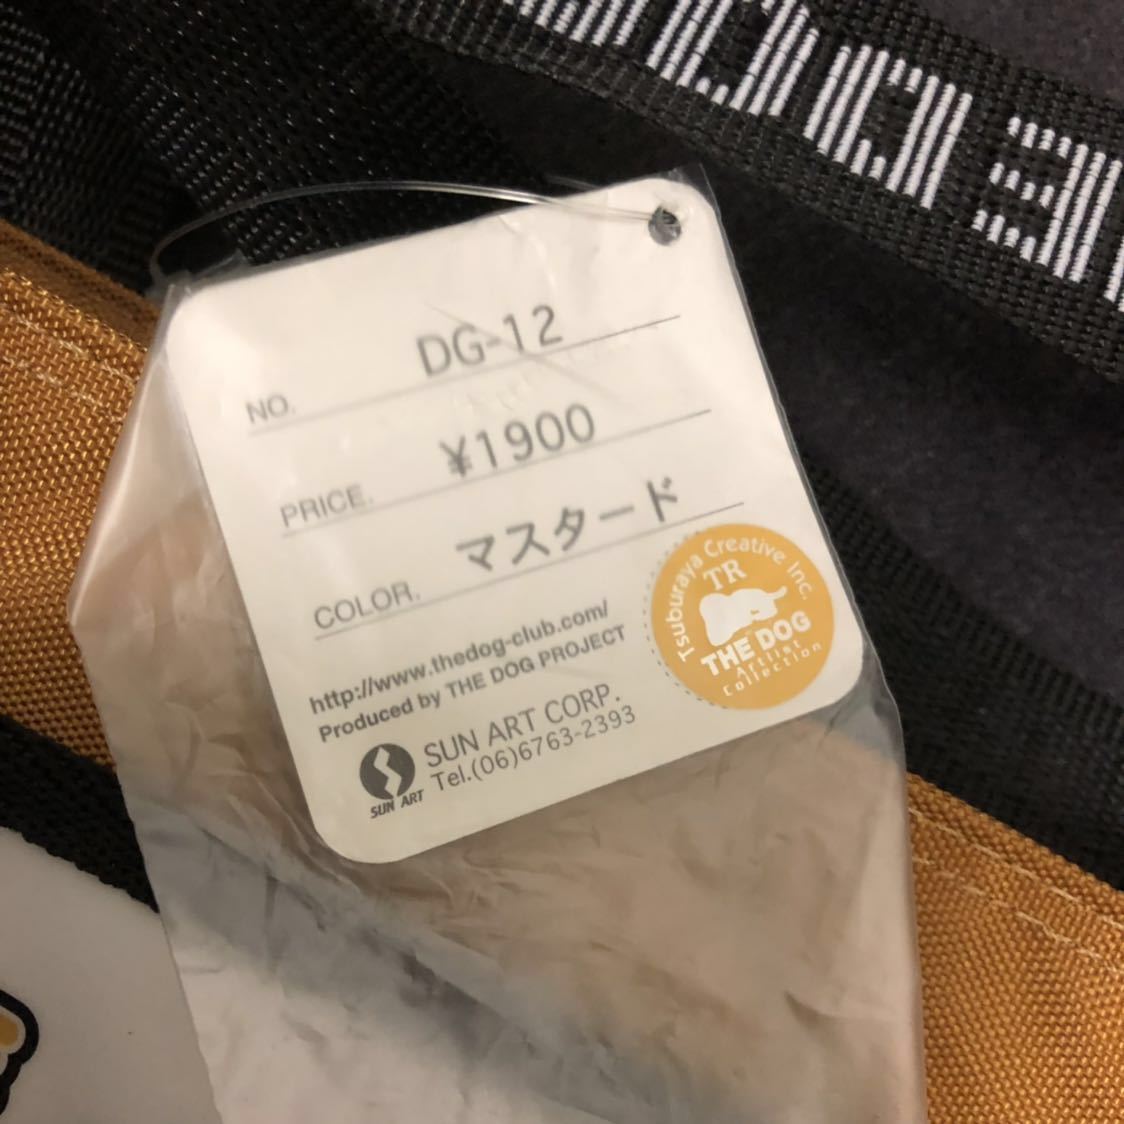 NO. DG-12
PRICE. ¥1900
COLOR. マスタード
http://www.thedog-club.com/
Produced by THE DOG PROJECT
SUN ART CORP.
Tel.(06)6763-2393
SUN ART
Tsuburaya Creative Inc.
TR
THE DOG
Artlist
Collection